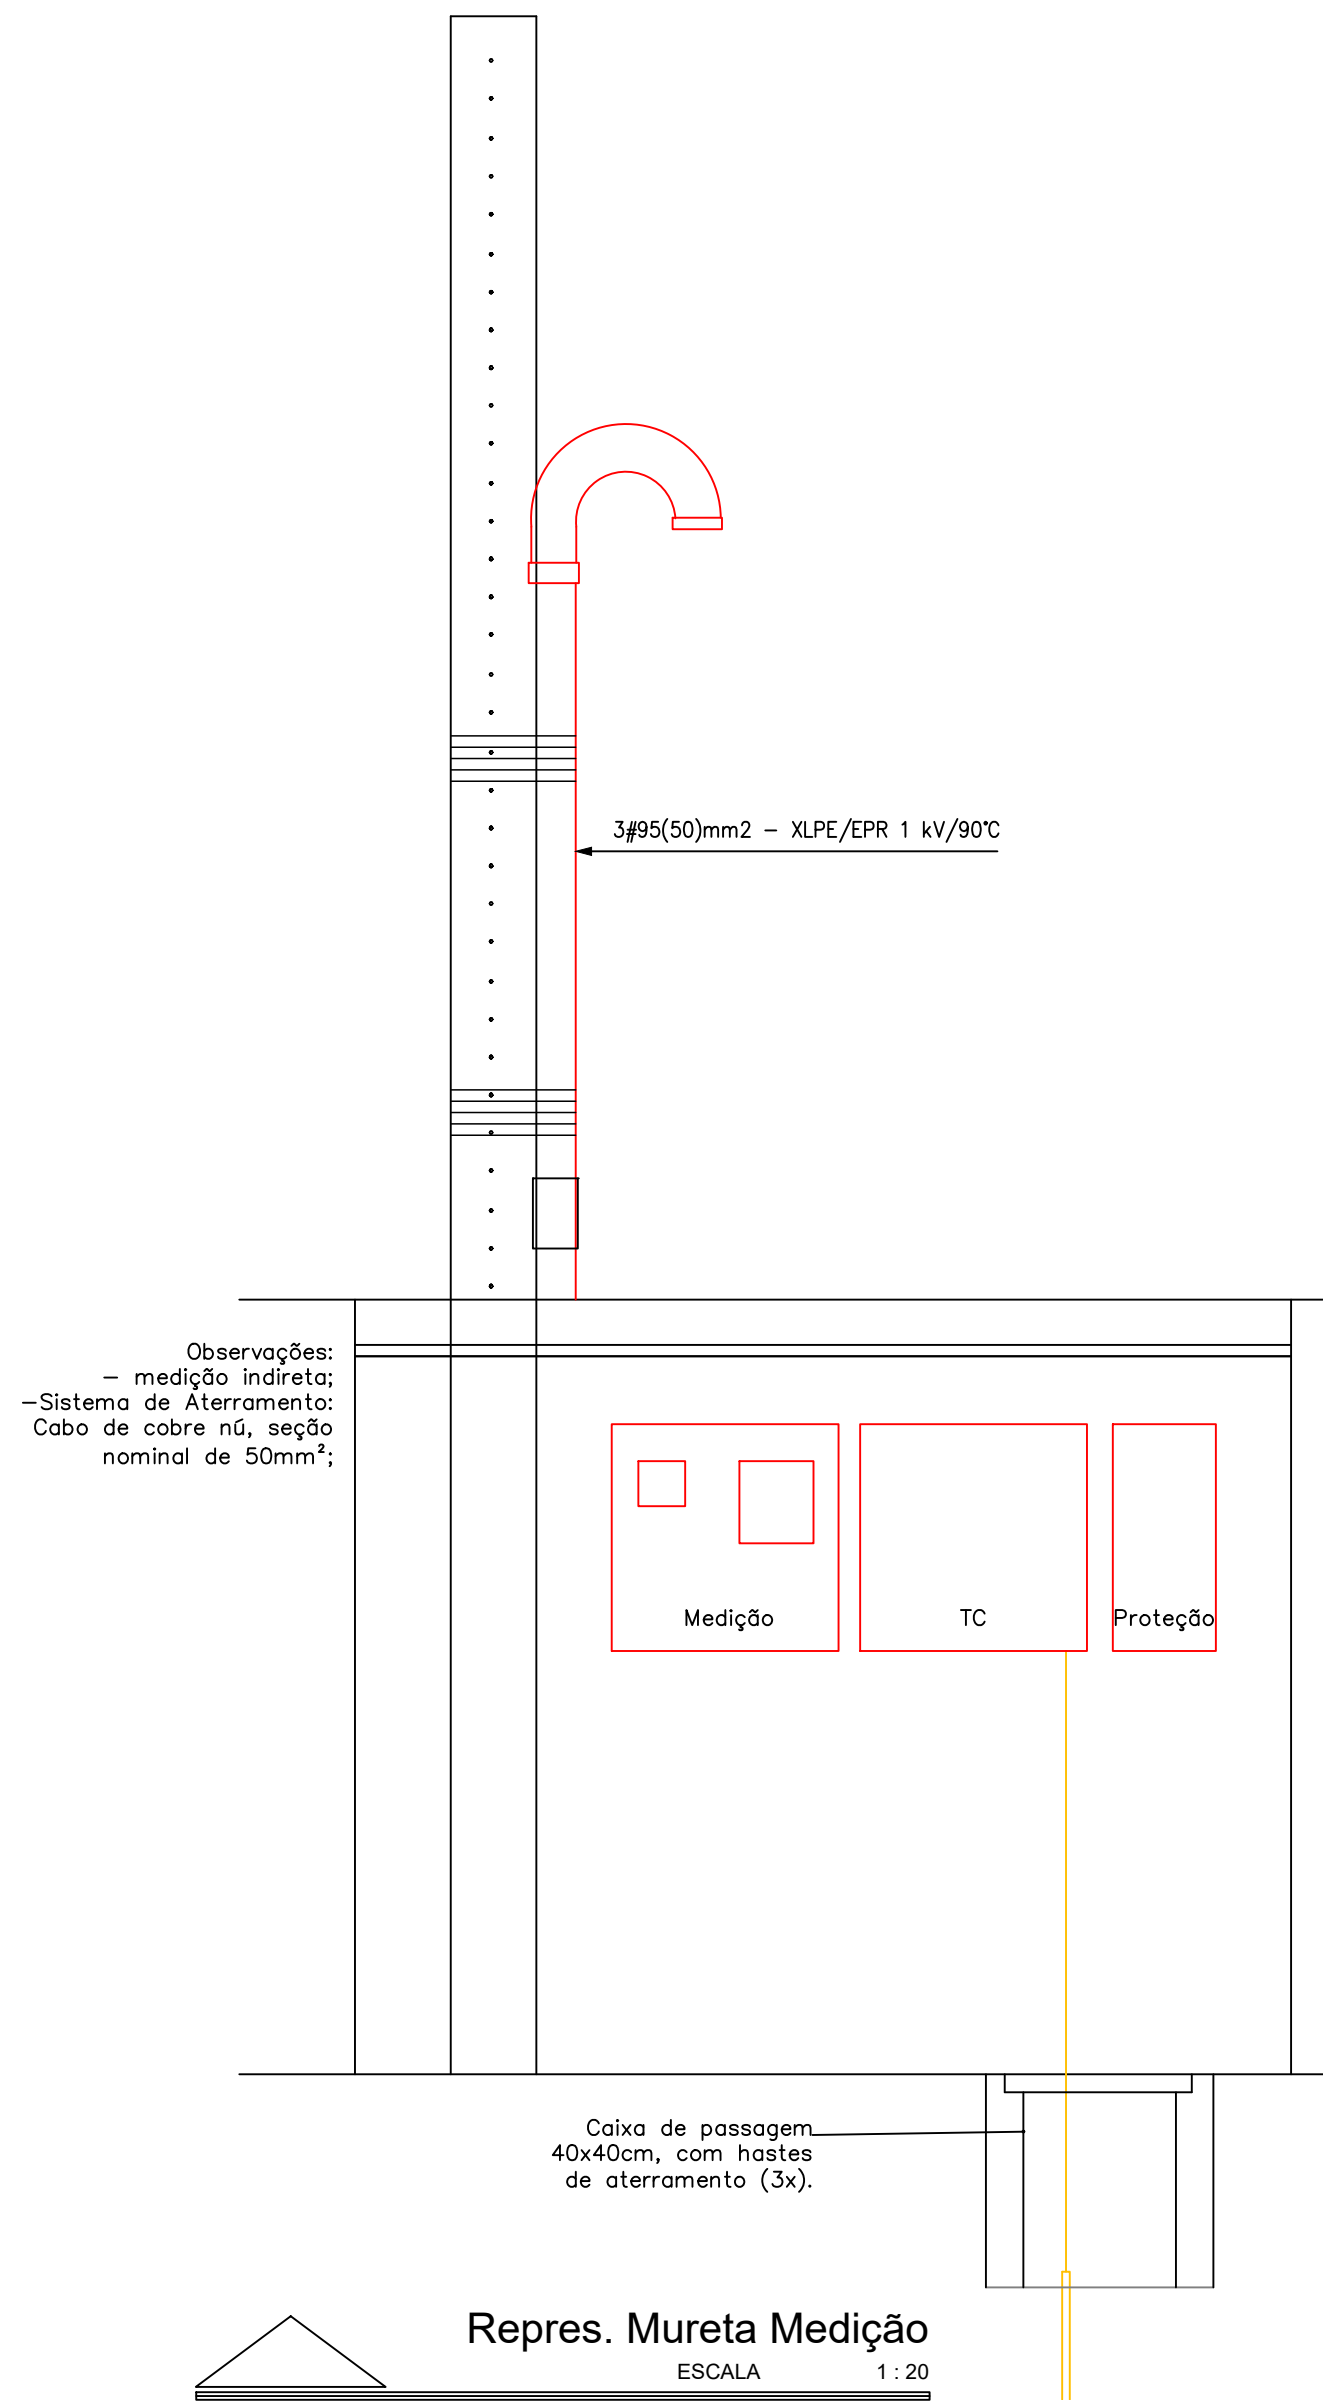 3#95(50)mm2 - XLPE/EPR 1 kV/90°C
Observações:
- medição indireta;
-Sistema de Aterramento:
Cabo de cobre nú, seção
nominal de 50mm²;
Medição
TC
Proteção
Caixa de passagem
40x40cm, com hastes
de aterramento (3x).
Repres. Mureta Medição
ESCALA 1 : 20